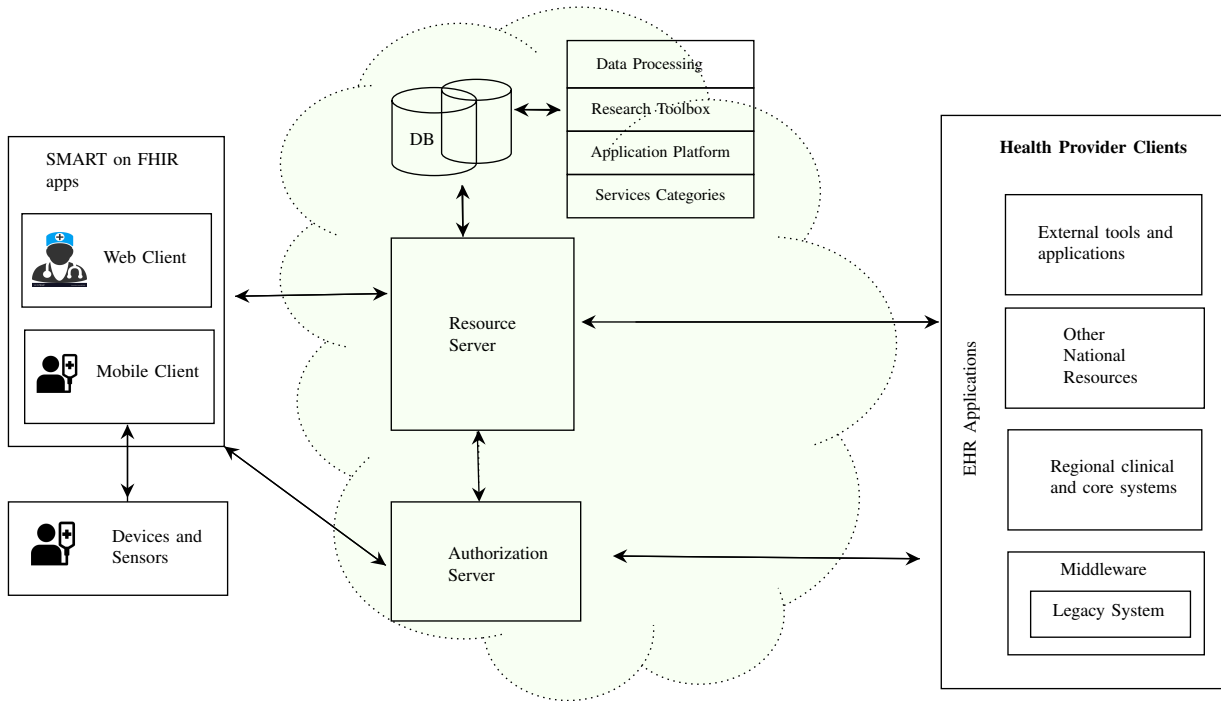 SMART on FHIR
apps
Web Client
Mobile Client
Devices and
Sensors
DB
Data Processing
Research Toolbox
Application Platform
Services Categories
Resource
Server
Authorization
Server
EHR Applications
Health Provider Clients
External tools and
applications
Other
National
Resources
Regional clinical
and core systems
Middleware
Legacy System